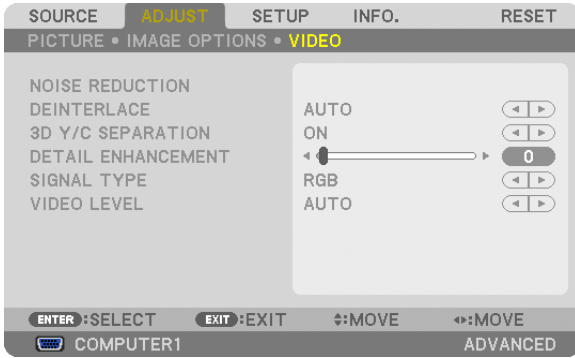 SOURCE ADJUST SETUP INFO. RESET
PICTURE • IMAGE OPTIONS • VIDEO
NOISE REDUCTION
DEINTERLACE AUTO
3D Y/C SEPARATION ON
DETAIL ENHANCEMENT 0
SIGNAL TYPE RGB
VIDEO LEVEL AUTO
ENTER :SELECT EXIT :EXIT :MOVE :MOVE
COMPUTER1 ADVANCED